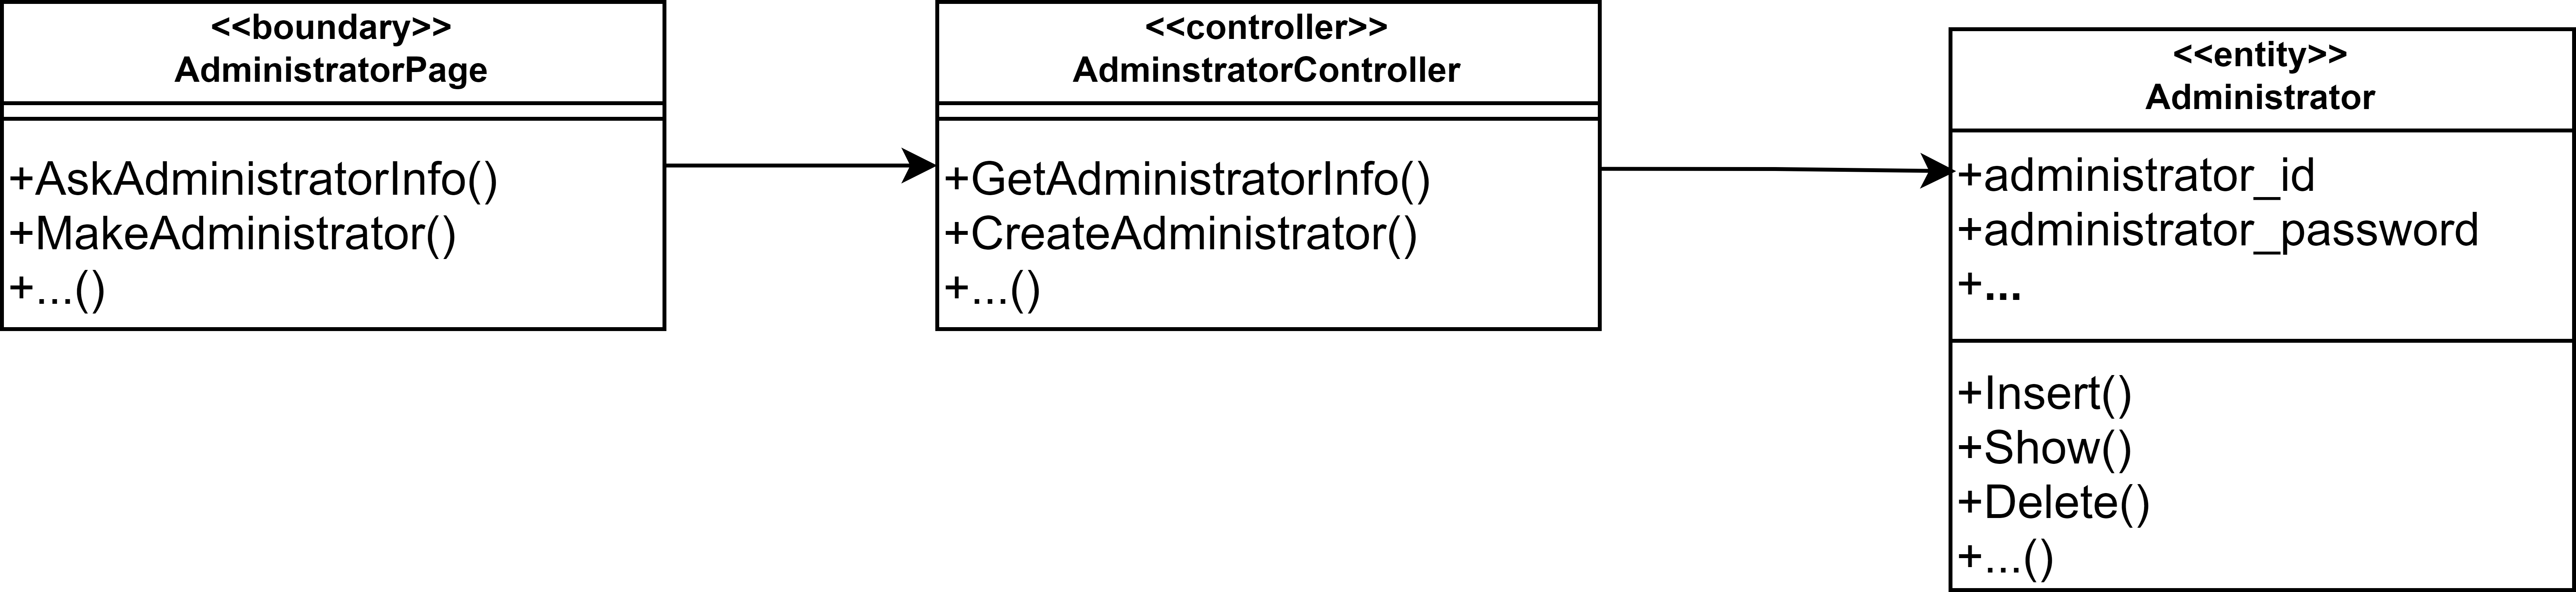 <<boundary>>
AdministratorPage
+AskAdministratorInfo()
+MakeAdministrator()
+...()
<<controller>>
AdminstratorController
+GetAdministratorInfo()
+CreateAdministrator()
+...()
<<entity>>
Administrator
+administrator_id
+administrator_password
+...
+Insert()
+Show()
+Delete()
+...()